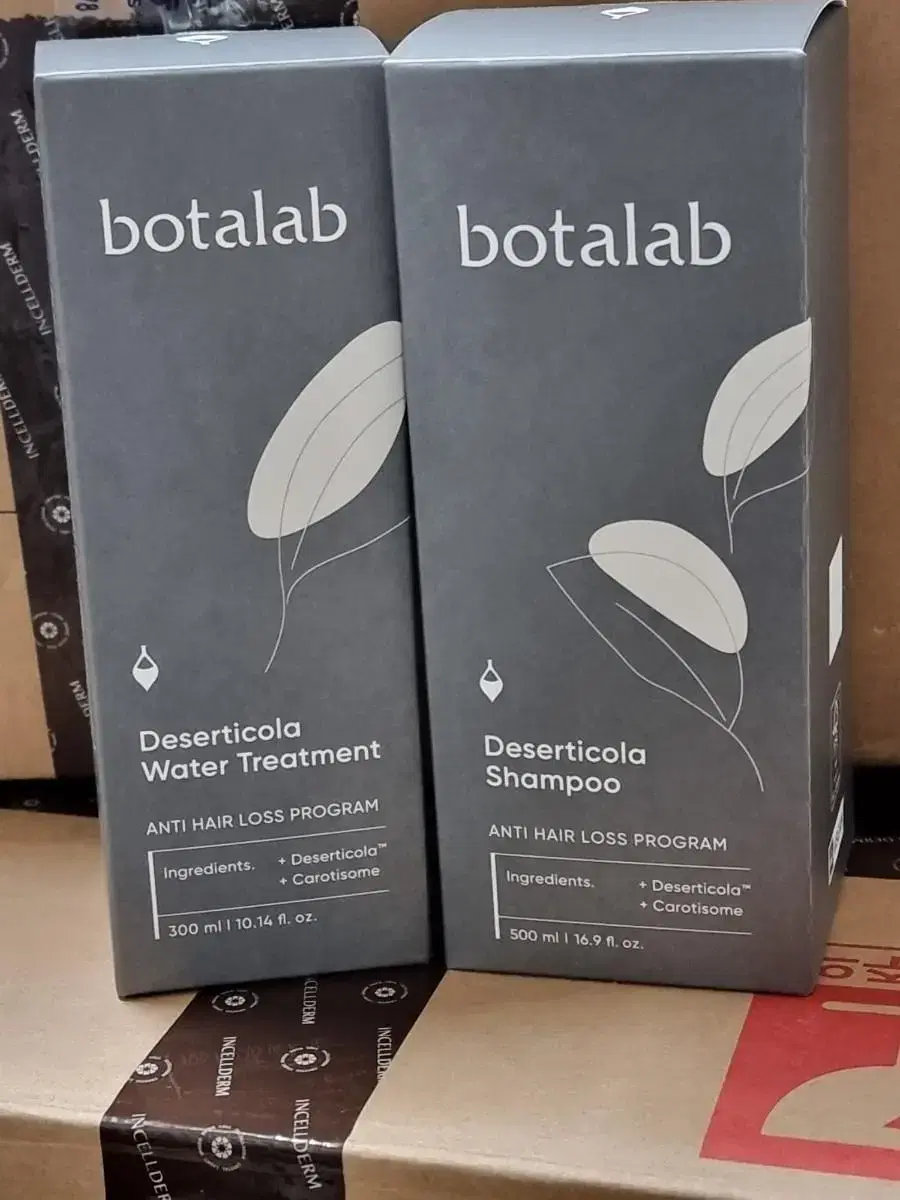 botalab
Deserticola
Water Treatment
ANTI HAIR LOSS PROGRAM
Ingredients.
+ Deserticola™
+ Carotisome
300 ml | 10.14 fl. oz.
botalab
Deserticola
Shampoo
ANTI HAIR LOSS PROGRAM
Ingredients.
+ Deserticola™
+ Carotisome
500 ml | 16.9 fl. oz.
INCELLDERM
INCELLDERM
INCELLDERM
INCELLDERM